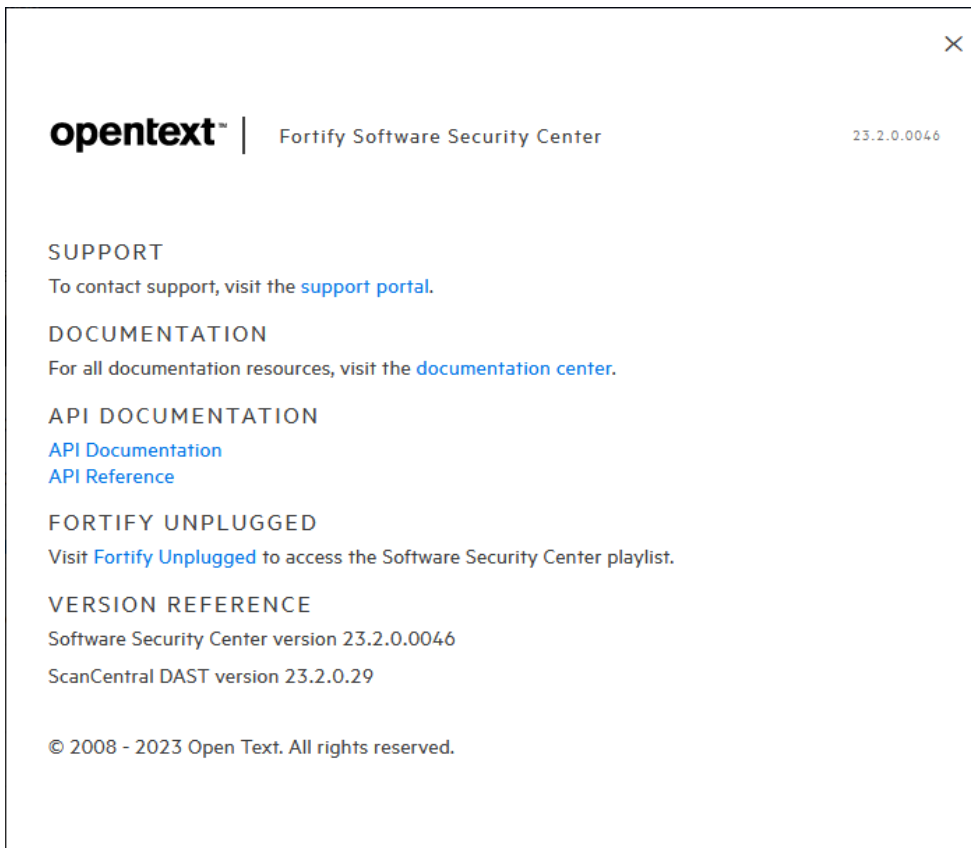 opentext™ | Fortify Software Security Center 23.2.0.0046
SUPPORT
To contact support, visit the support portal.
DOCUMENTATION
For all documentation resources, visit the documentation center.
API DOCUMENTATION
API Documentation
API Reference
FORTIFY UNPLUGGED
Visit Fortify Unplugged to access the Software Security Center playlist.
VERSION REFERENCE
Software Security Center version 23.2.0.0046
ScanCentral DAST version 23.2.0.29
© 2008 - 2023 Open Text. All rights reserved.